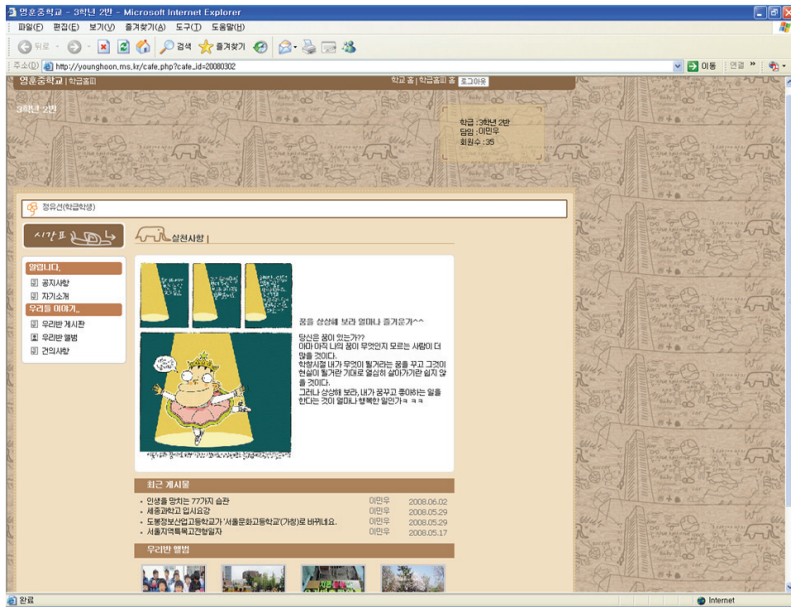 영훈중학교 - 3학년 2반 - Microsoft Internet Explorer
파일(F) 편집(E) 보기(V) 즐겨찾기(A) 도구(T) 도움말(H)
뒤로 검색 즐겨찾기
주소(D) http://younghoon.ms.kr/cafe.php?cafe_id=20080302 이동 연결 »
영훈중학교 | 학급홈피 학교 홈 | 학급홈피 홈 로그아웃
3학년 2반
학급 : 3학년 2반
담임 : 이민우
회원수 : 35
정유선(학급학생)
시간표
실천사항 |
알립니다.
공지사항
자기소개
우리들 이야기..
우리반 게시판
우리반 앨범
건의사항
꿈을 상상해 보라 얼마나 즐거운가^^
당신은 꿈이 있는가??
아마 아직 나의 꿈이 무엇인지 모르는 사람이 더
많을 것이다.
학창시절 내가 무엇이 될거라는 꿈을 꾸고 그것이
현실이 될거란 기대로 열심히 살아가기란 쉽지 않
을 것이다.
그러나 상상해 보라, 내가 꿈꾸고 좋아하는 일을
한다는 것이 얼마나 행복한 일인가ㅋㅋㅋ
최근 게시물
- 인생을 망치는 77가지 습관 이민우 2008.06.02
- 세종과학고 입시요강 이민우 2008.05.29
- 도봉정보산업고등학교가 '서울문화고등학교'(가칭)로 바뀌네요. 이민우 2008.05.29
- 서울지역특목고전형일자 이민우 2008.05.17
우리반 앨범
완료 Internet